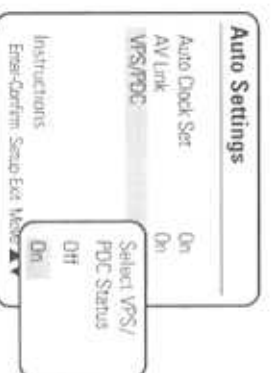 Auto Settings
Auto Clock Set On
AV Link On
VPS/PDC
Select VPS/
PDC Status
Off
On
Instructions
Enter-Confirm Setup-Exit Move ▲▼